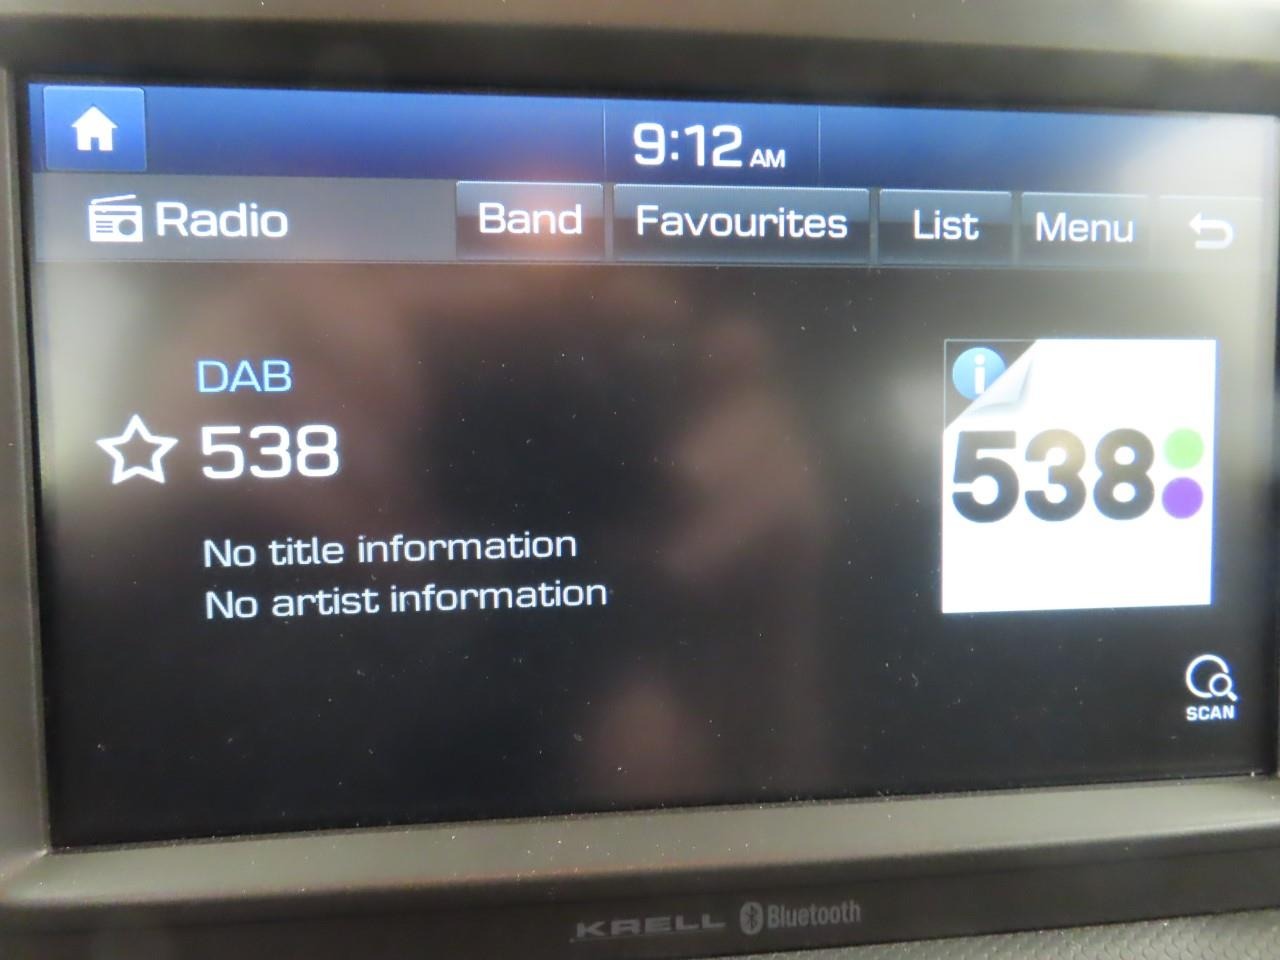 9:12 AM
Radio
Band
Favourites
List
Menu
DAB
538
No title information
No artist information
i
538
SCAN
KRELL Bluetooth